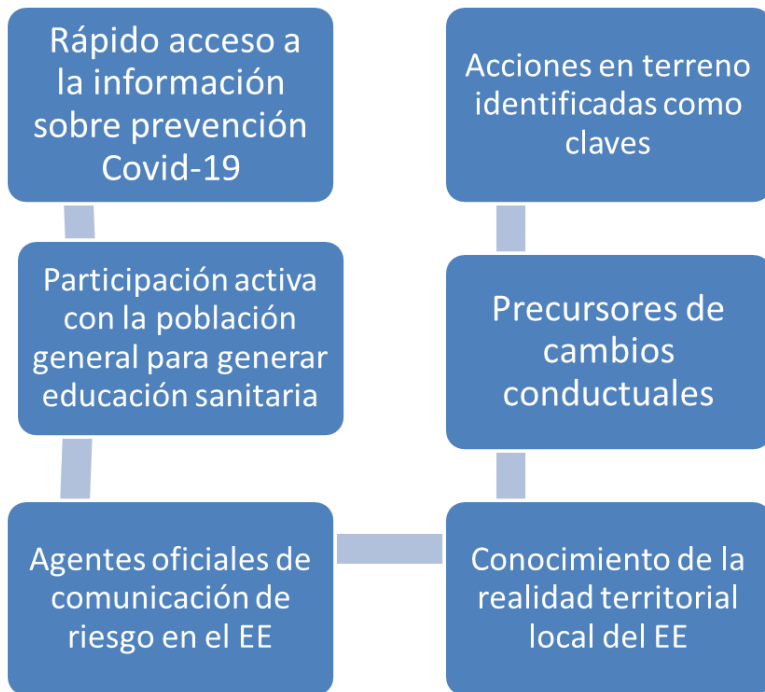 Rápido acceso a
la información
sobre prevención
Covid-19
Participación activa
con la población
general para generar
educación sanitaria
Agentes oficiales de
comunicación de
riesgo en el EE
Conocimiento de la
realidad territorial
local del EE
Precursores de
cambios
conductuales
Acciones en terreno
identificadas como
claves